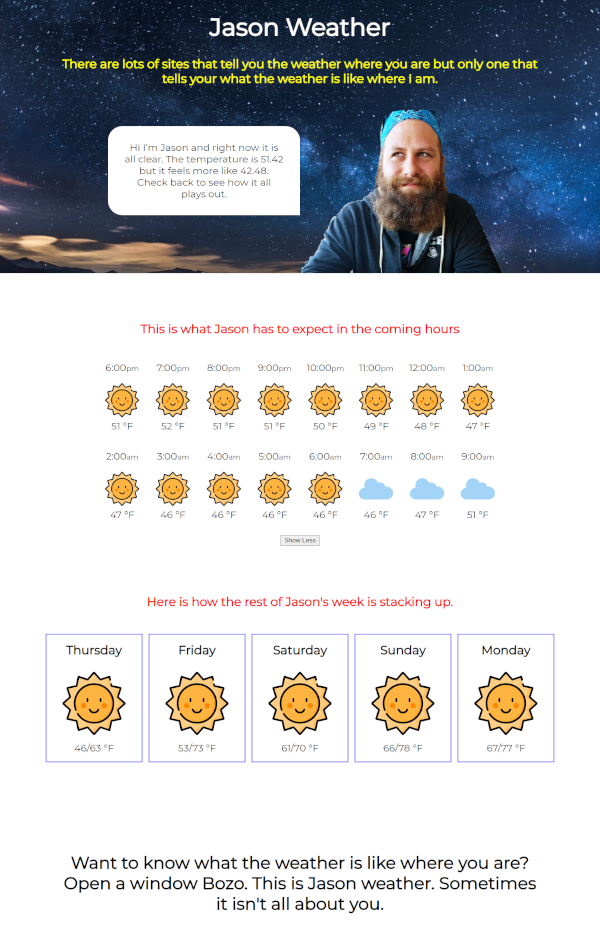 Jason Weather
There are lots of sites that tell you the weather where you are but only one that
tells your what the weather is like where I am.
Hi I'm Jason and right now it is
all clear. The temperature is 51.42
but it feels more like 42.48.
Check back to see how it all
plays out.
This is what Jason has to expect in the coming hours
6:00pm 7:00pm 8:00pm 9:00pm 10:00pm 11:00pm 12:00am 1:00am
51 °F 52 °F 51 °F 51 °F 50 °F 49 °F 48 °F 47 °F
2:00am 3:00am 4:00am 5:00am 6:00am 7:00am 8:00am 9:00am
47 °F 46 °F 46 °F 46 °F 46 °F 46 °F 47 °F 51 °F
Show Less
Here is how the rest of Jason's week is stacking up.
Thursday Friday Saturday Sunday Monday
46/63 °F 53/73 °F 61/70 °F 66/78 °F 67/77 °F
Want to know what the weather is like where you are?
Open a window Bozo. This is Jason weather. Sometimes
it isn't all about you.